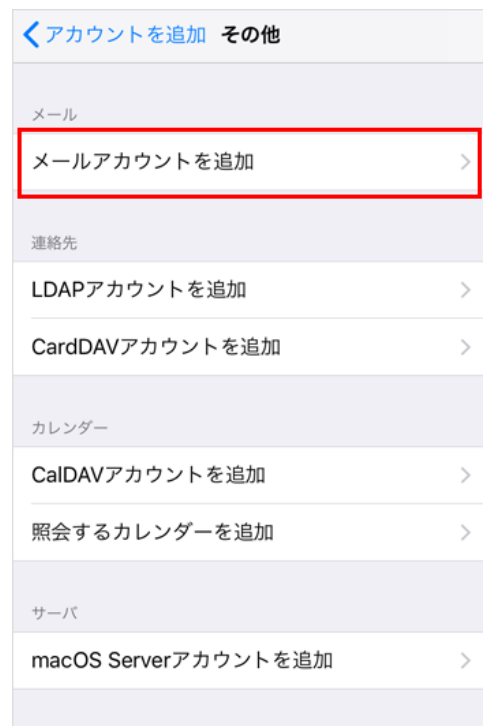 アカウントを追加 その他
メール
メールアカウントを追加
連絡先
LDAPアカウントを追加
CardDAVアカウントを追加
カレンダー
CalDAVアカウントを追加
照会するカレンダーを追加
サーバ
macOS Serverアカウントを追加